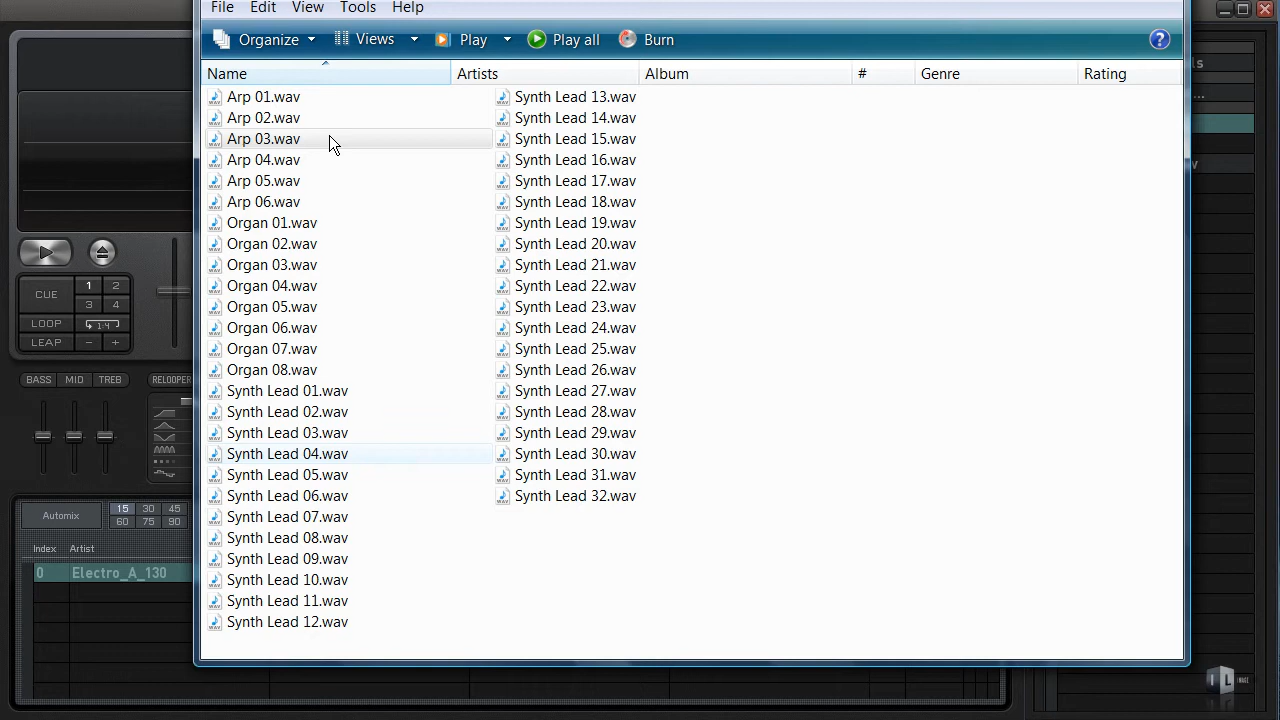 File Edit View Tools Help
Organize Views Play Play all Burn ?
Name Artists Album # Genre Rating
Arp 01.wav
Arp 02.wav
Arp 03.wav
Arp 04.wav
Arp 05.wav
Arp 06.wav
Organ 01.wav
Organ 02.wav
Organ 03.wav
Organ 04.wav
Organ 05.wav
Organ 06.wav
Organ 07.wav
Organ 08.wav
Synth Lead 01.wav
Synth Lead 02.wav
Synth Lead 03.wav
Synth Lead 04.wav
Synth Lead 05.wav
Synth Lead 06.wav
Synth Lead 07.wav
Synth Lead 08.wav
Synth Lead 09.wav
Synth Lead 10.wav
Synth Lead 11.wav
Synth Lead 12.wav
Synth Lead 13.wav
Synth Lead 14.wav
Synth Lead 15.wav
Synth Lead 16.wav
Synth Lead 17.wav
Synth Lead 18.wav
Synth Lead 19.wav
Synth Lead 20.wav
Synth Lead 21.wav
Synth Lead 22.wav
Synth Lead 23.wav
Synth Lead 24.wav
Synth Lead 25.wav
Synth Lead 26.wav
Synth Lead 27.wav
Synth Lead 28.wav
Synth Lead 29.wav
Synth Lead 30.wav
Synth Lead 31.wav
Synth Lead 32.wav
CUE 1 2
3 4
LOOP 1:4
LEAP - +
BASS MID TREB RELOOPER
Automix 15 30 45
60 75 90
Index Artist
0 Electro_A_130
IL IMAGE